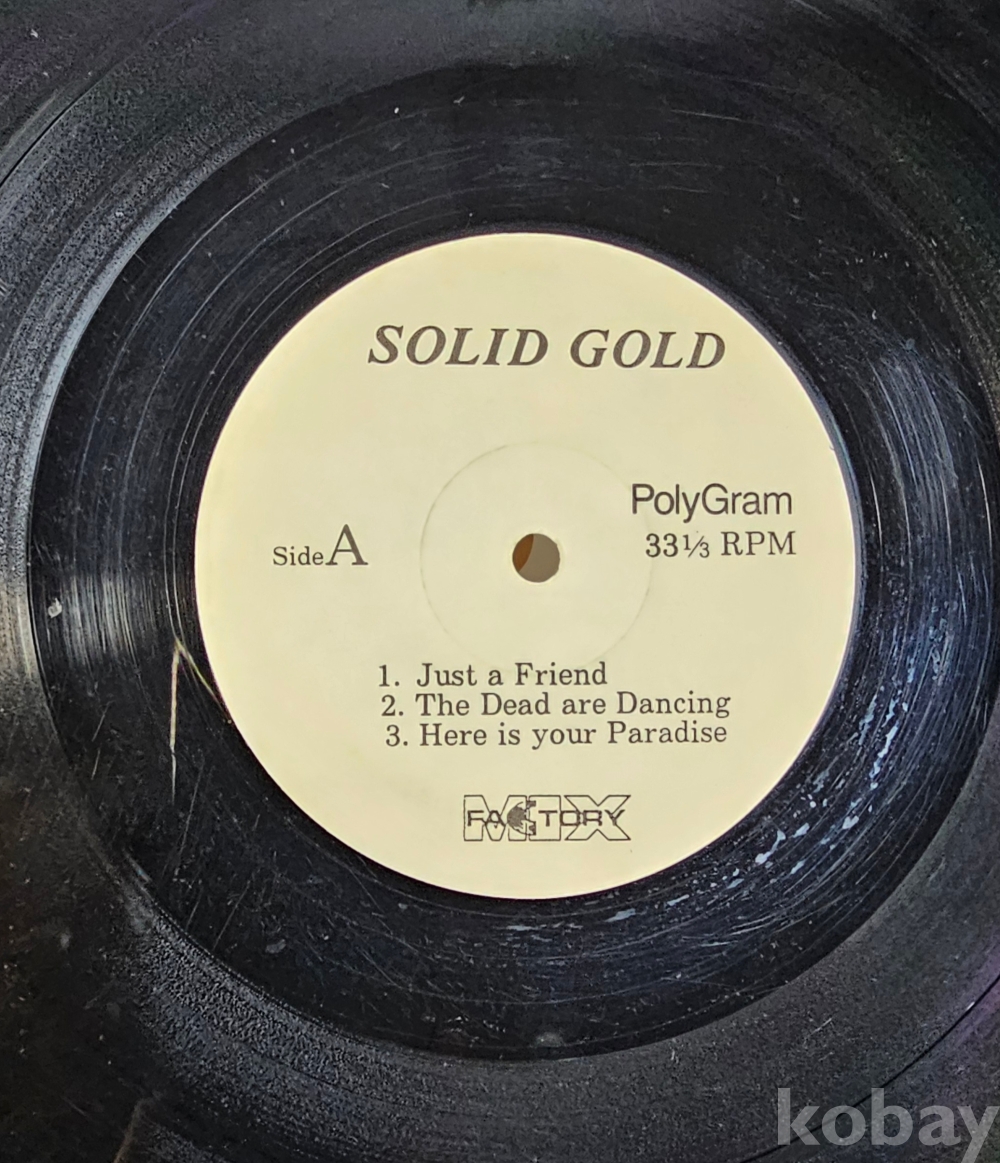 SOLID GOLD
PolyGram
Side A
33⅓ RPM
1. Just a Friend
2. The Dead are Dancing
3. Here is your Paradise
MIX
FACTORY
kobay